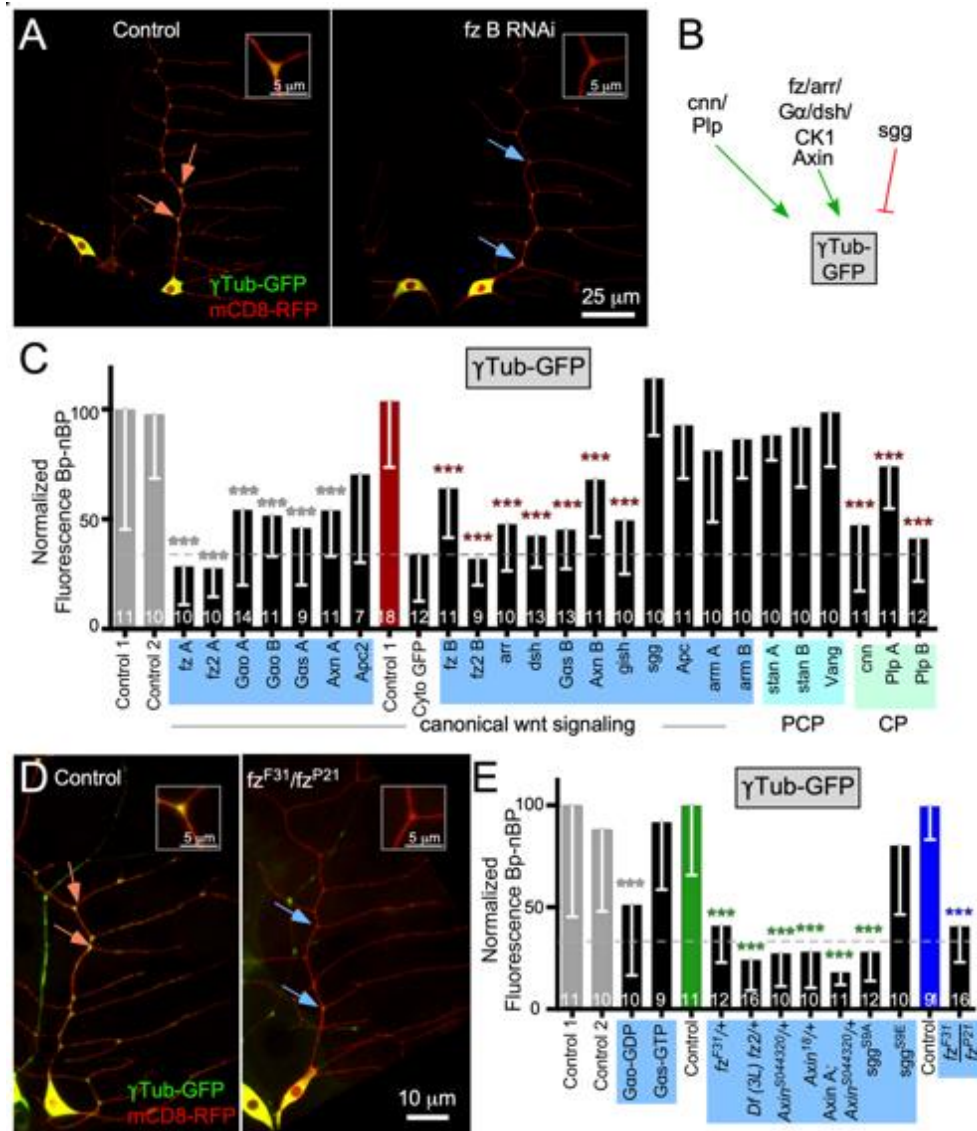 A
Control
5 μm
fz B RNAi
5 μm
γTub-GFP
mCD8-RFP
25 μm
B
cnn/
Plp
fz/arr/
Gα/dsh/
CK1
Axin
sgg
γTub-
GFP
C
γTub-GFP
Normalized
Fluorescence Bp-nBP
100
50
0
*** *** *** *** *** *** *** *** *** *** *** *** *** *** *** *** ***
11 10 10 10 14 11 9 11 7 18 12 11 9 10 13 13 11 10 10 11 10 10 10 10 10 11 11 12
Control 1
Control 2
fz A
fz2 A
Gαo A
Gαo B
Gαs A
Axn A
Apc2
Control 1
Cyto GFP
fz B
fz2 B
arr
dsh
Gαs B
Axn B
gish
sgg
Apc
arm A
arm B
stan A
stan B
Vang
cnn
Plp A
Plp B
canonical wnt signaling
PCP
CP
D
Control
5 μm
fzF31/fzP21
5 μm
γTub-GFP
mCD8-RFP
10 μm
E
γTub-GFP
Normalized
Fluorescence Bp-nBP
100
50
0
*** *** *** *** *** *** *** ***
11 10 10 9 11 12 16 10 10 11 12 10 9 16
Control 1
Control 2
Gαo-GDP
Gαs-GTP
Control
fzF31/+
Df (3L) fz2/+
AxinS044320/+
Axin18/+
Axin A;
AxinS044320/+
sggS9A
sggS9E
Control
fzF31
fzP21